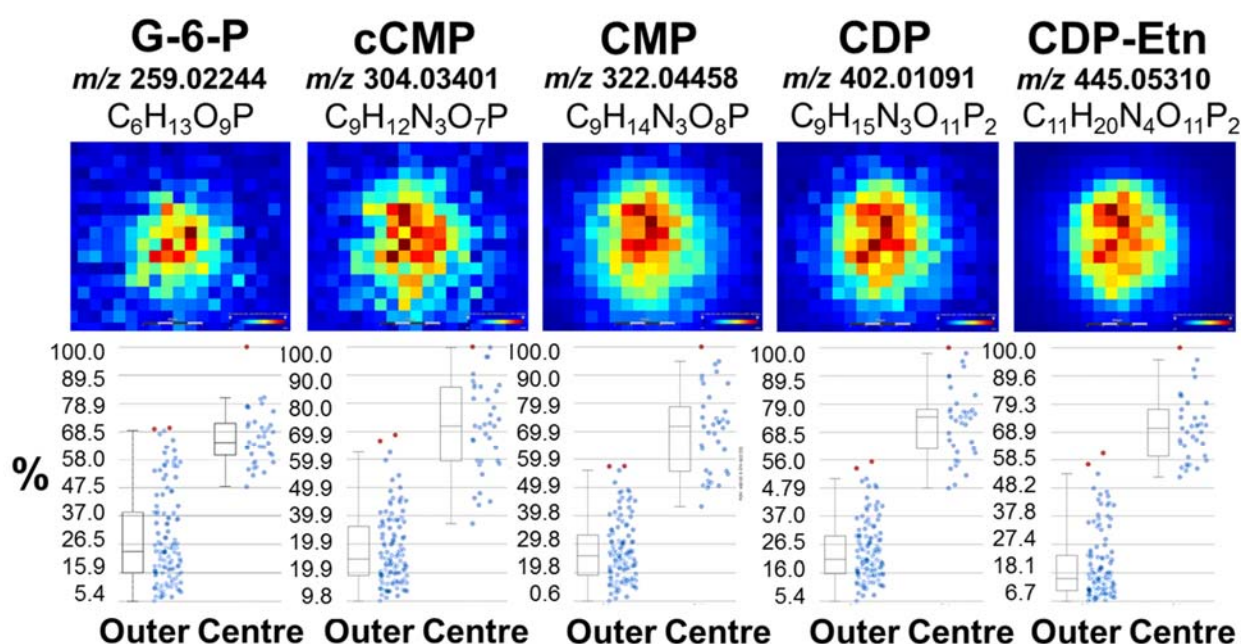 G-6-P cCMP CMP CDP CDP-Etn
m/z 259.02244 m/z 304.03401 m/z 322.04458 m/z 402.01091 m/z 445.05310
C₆H₁₃O₉P C₉H₁₂N₃O₇P C₉H₁₄N₃O₈P C₉H₁₅N₃O₁₁P₂ C₁₁H₂₀N₄O₁₁P₂
100.0 100.0 100.0 100.0 100.0
89.5 90.0 90.0 89.5 89.6
78.9 80.0 79.9 79.0 79.3
68.5 69.9 69.9 68.5 68.9
58.0 59.9 59.9 56.0 58.5
%
47.5 49.9 49.9 4.79 48.2
37.0 39.9 39.8 37.0 37.8
26.5 19.9 29.8 26.5 27.4
15.9 19.9 19.8 16.0 18.1
5.4 9.8 0.6 5.4 6.7
Outer Centre Outer Centre Outer Centre Outer Centre Outer Centre